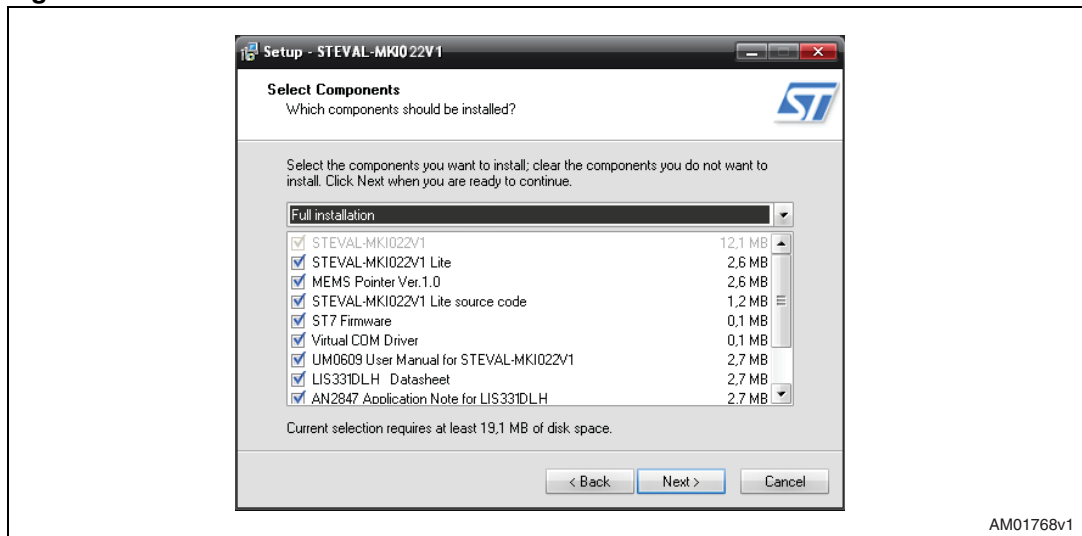 Setup - STEVAL-MKI022V1
Select Components
Which components should be installed?
ST
Select the components you want to install; clear the components you do not want to
install. Click Next when you are ready to continue.
Full installation
STEVAL-MKI022V1 12,1 MB
STEVAL-MKI022V1 Lite 2,6 MB
MEMS Pointer Ver.1.0 2,6 MB
STEVAL-MKI022V1 Lite source code 1,2 MB
ST7 Firmware 0,1 MB
Virtual COM Driver 0,1 MB
UM0609 User Manual for STEVAL-MKI022V1 2,7 MB
LIS331DLH Datasheet 2,7 MB
AN2847 Application Note for LIS331DLH 2,7 MB
Current selection requires at least 19,1 MB of disk space.
< Back Next > Cancel
AM01768v1